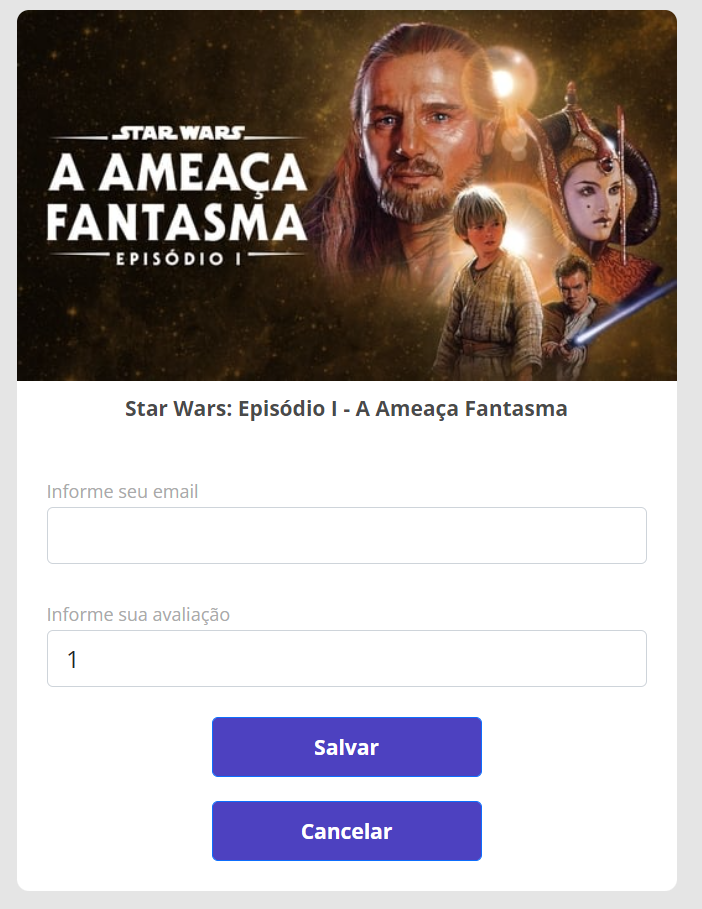 STAR WARS
A AMEAÇA
FANTASMA
EPISÓDIO I
Star Wars: Episódio I - A Ameaça Fantasma
Informe seu email
Informe sua avaliação
1
Salvar
Cancelar